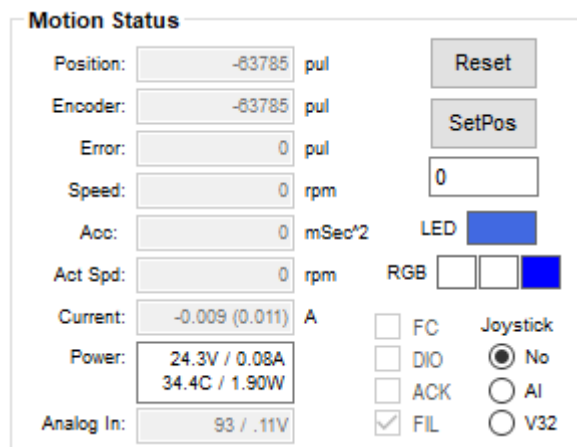 Motion Status
Position: -63785 pul Reset
Encoder: -63785 pul SetPos
Error: 0 pul 0
Speed: 0 rpm
Acc: 0 mSec^2 LED
Act Spd: 0 rpm RGB
Current: -0.009 (0.011) A FC Joystick
Power: 24.3V / 0.08A DIO No
34.4C / 1.90W ACK AI
Analog In: 93 / .11V FIL V32